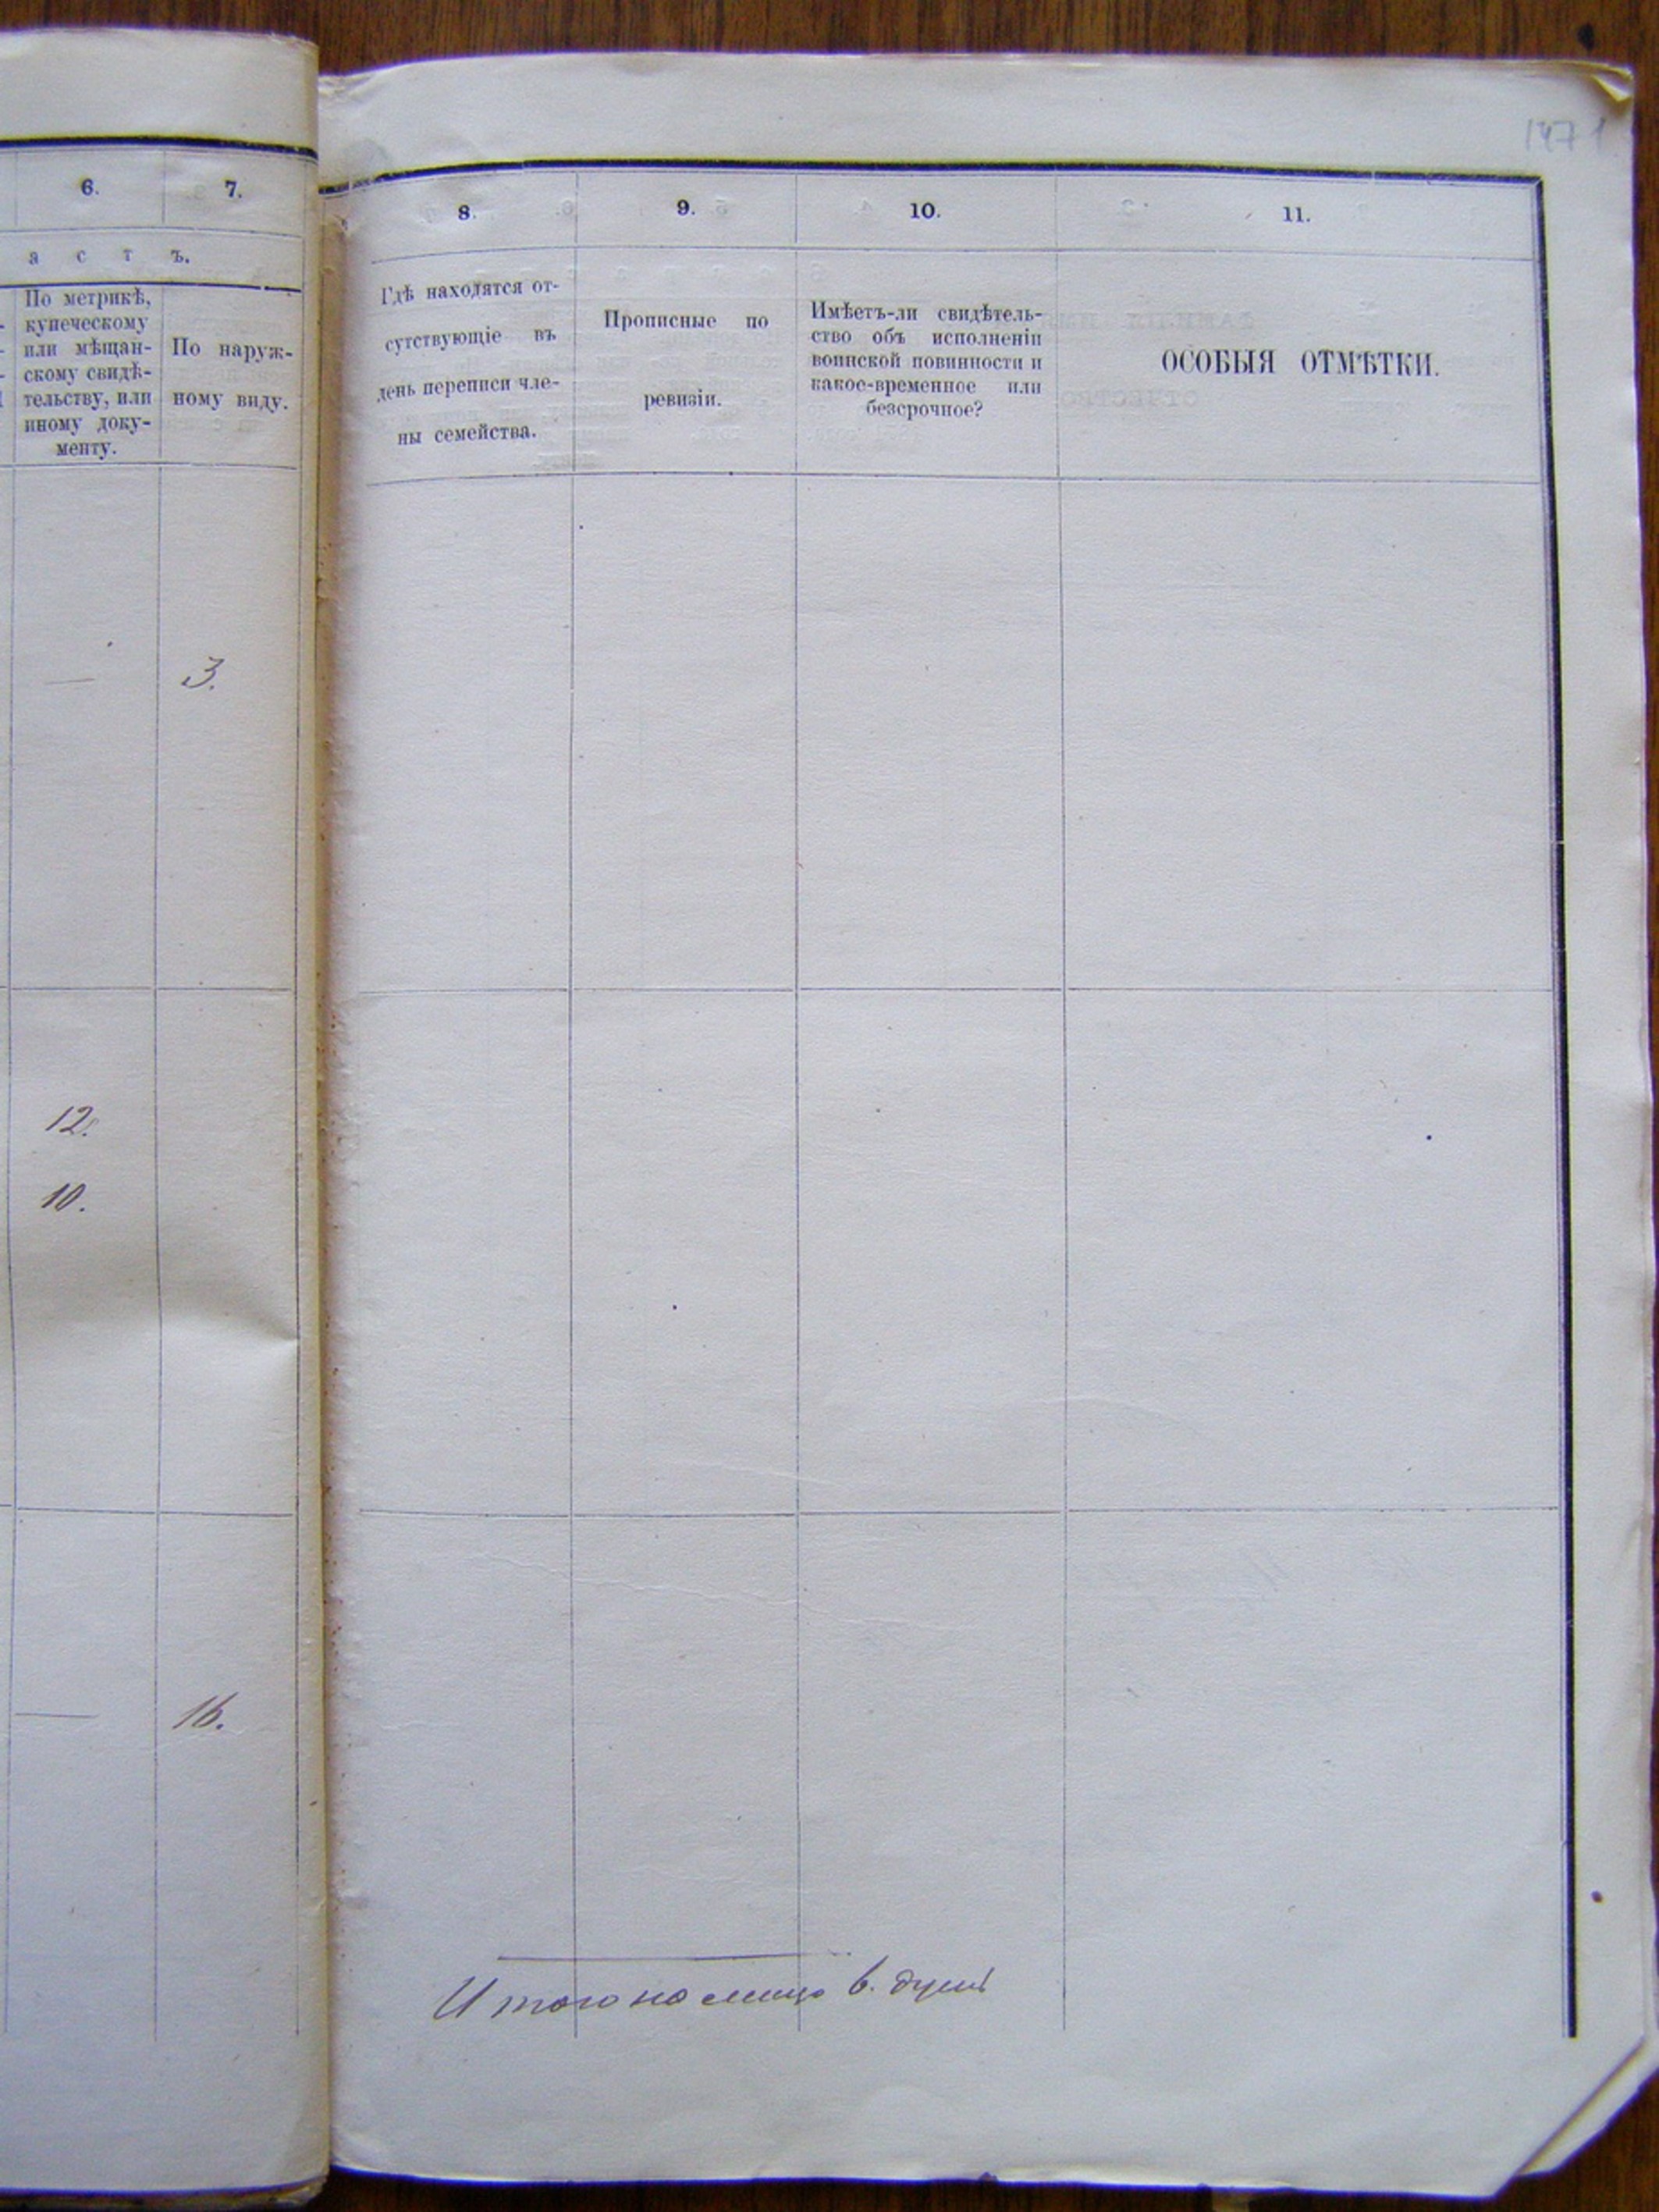 6.
7.
а с т ъ.
По метрикѣ,
купеческому
или мѣщан-
скому свидѣ-
тельству, или
иному доку-
менту.
По наруж-
ному виду.
— 3.
12.
10.
— 16.
8.
9.
10.
11.
Гдѣ находятся от-
сутствующіе въ
день переписи чле-
ны семейства.
Прописные по
ревизіи.
Имѣетъ-ли свидѣтель-
ство объ исполненіи
воинской повинности и
какое-временное или
безсрочное?
ОСОБЫЯ ОТМѢТКИ.
Итого на лицо 6. душъ